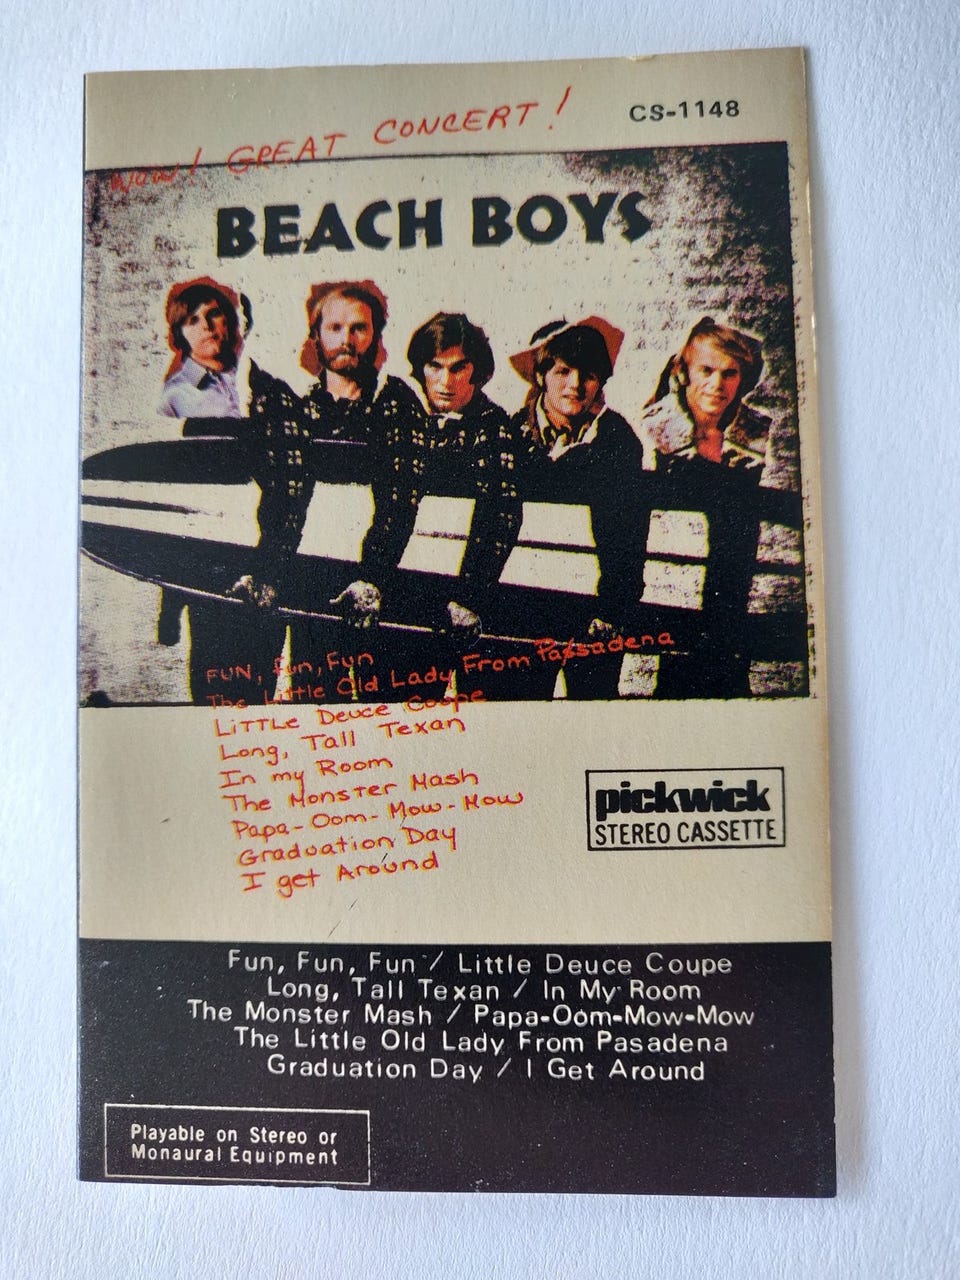 WOW! GREAT CONCERT!
CS-1148
BEACH BOYS
FUN, Fun, Fun
The Little Old Lady From Passadena
LiTTLe Deuce Coupe
Long, Tall Texan
In my Room
The Monster Mash
Papa-Oom-Mow-Mow
Graduation Day
I get Around
pickwick
STEREO CASSETTE
Fun, Fun, Fun / Little Deuce Coupe
Long, Tall Texan / In My Room
The Monster Mash / Papa-Oom-Mow-Mow
The Little Old Lady From Pasadena
Graduation Day / I Get Around
Playable on Stereo or
Monaural Equipment